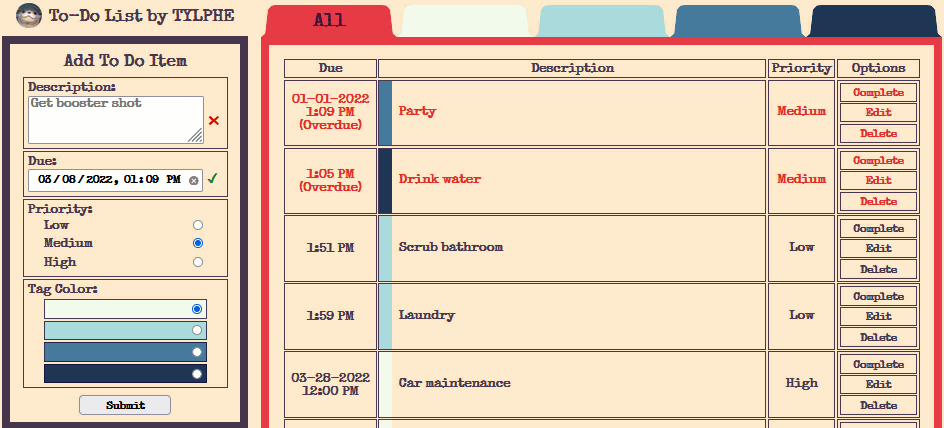 To-Do List by TYLPHE
Add To Do Item
Description:
Get booster shot
Due:
03/08/2022, 01:09 PM
Priority:
Low
Medium
High
Tag Color:
Submit
All
Due Description Priority Options
01-01-2022
1:09 PM
(Overdue)
Party
Medium
Complete
Edit
Delete
1:05 PM
(Overdue)
Drink water
Medium
Complete
Edit
Delete
1:51 PM
Scrub bathroom
Low
Complete
Edit
Delete
1:59 PM
Laundry
Low
Complete
Edit
Delete
03-28-2022
12:00 PM
Car maintenance
High
Complete
Edit
Delete